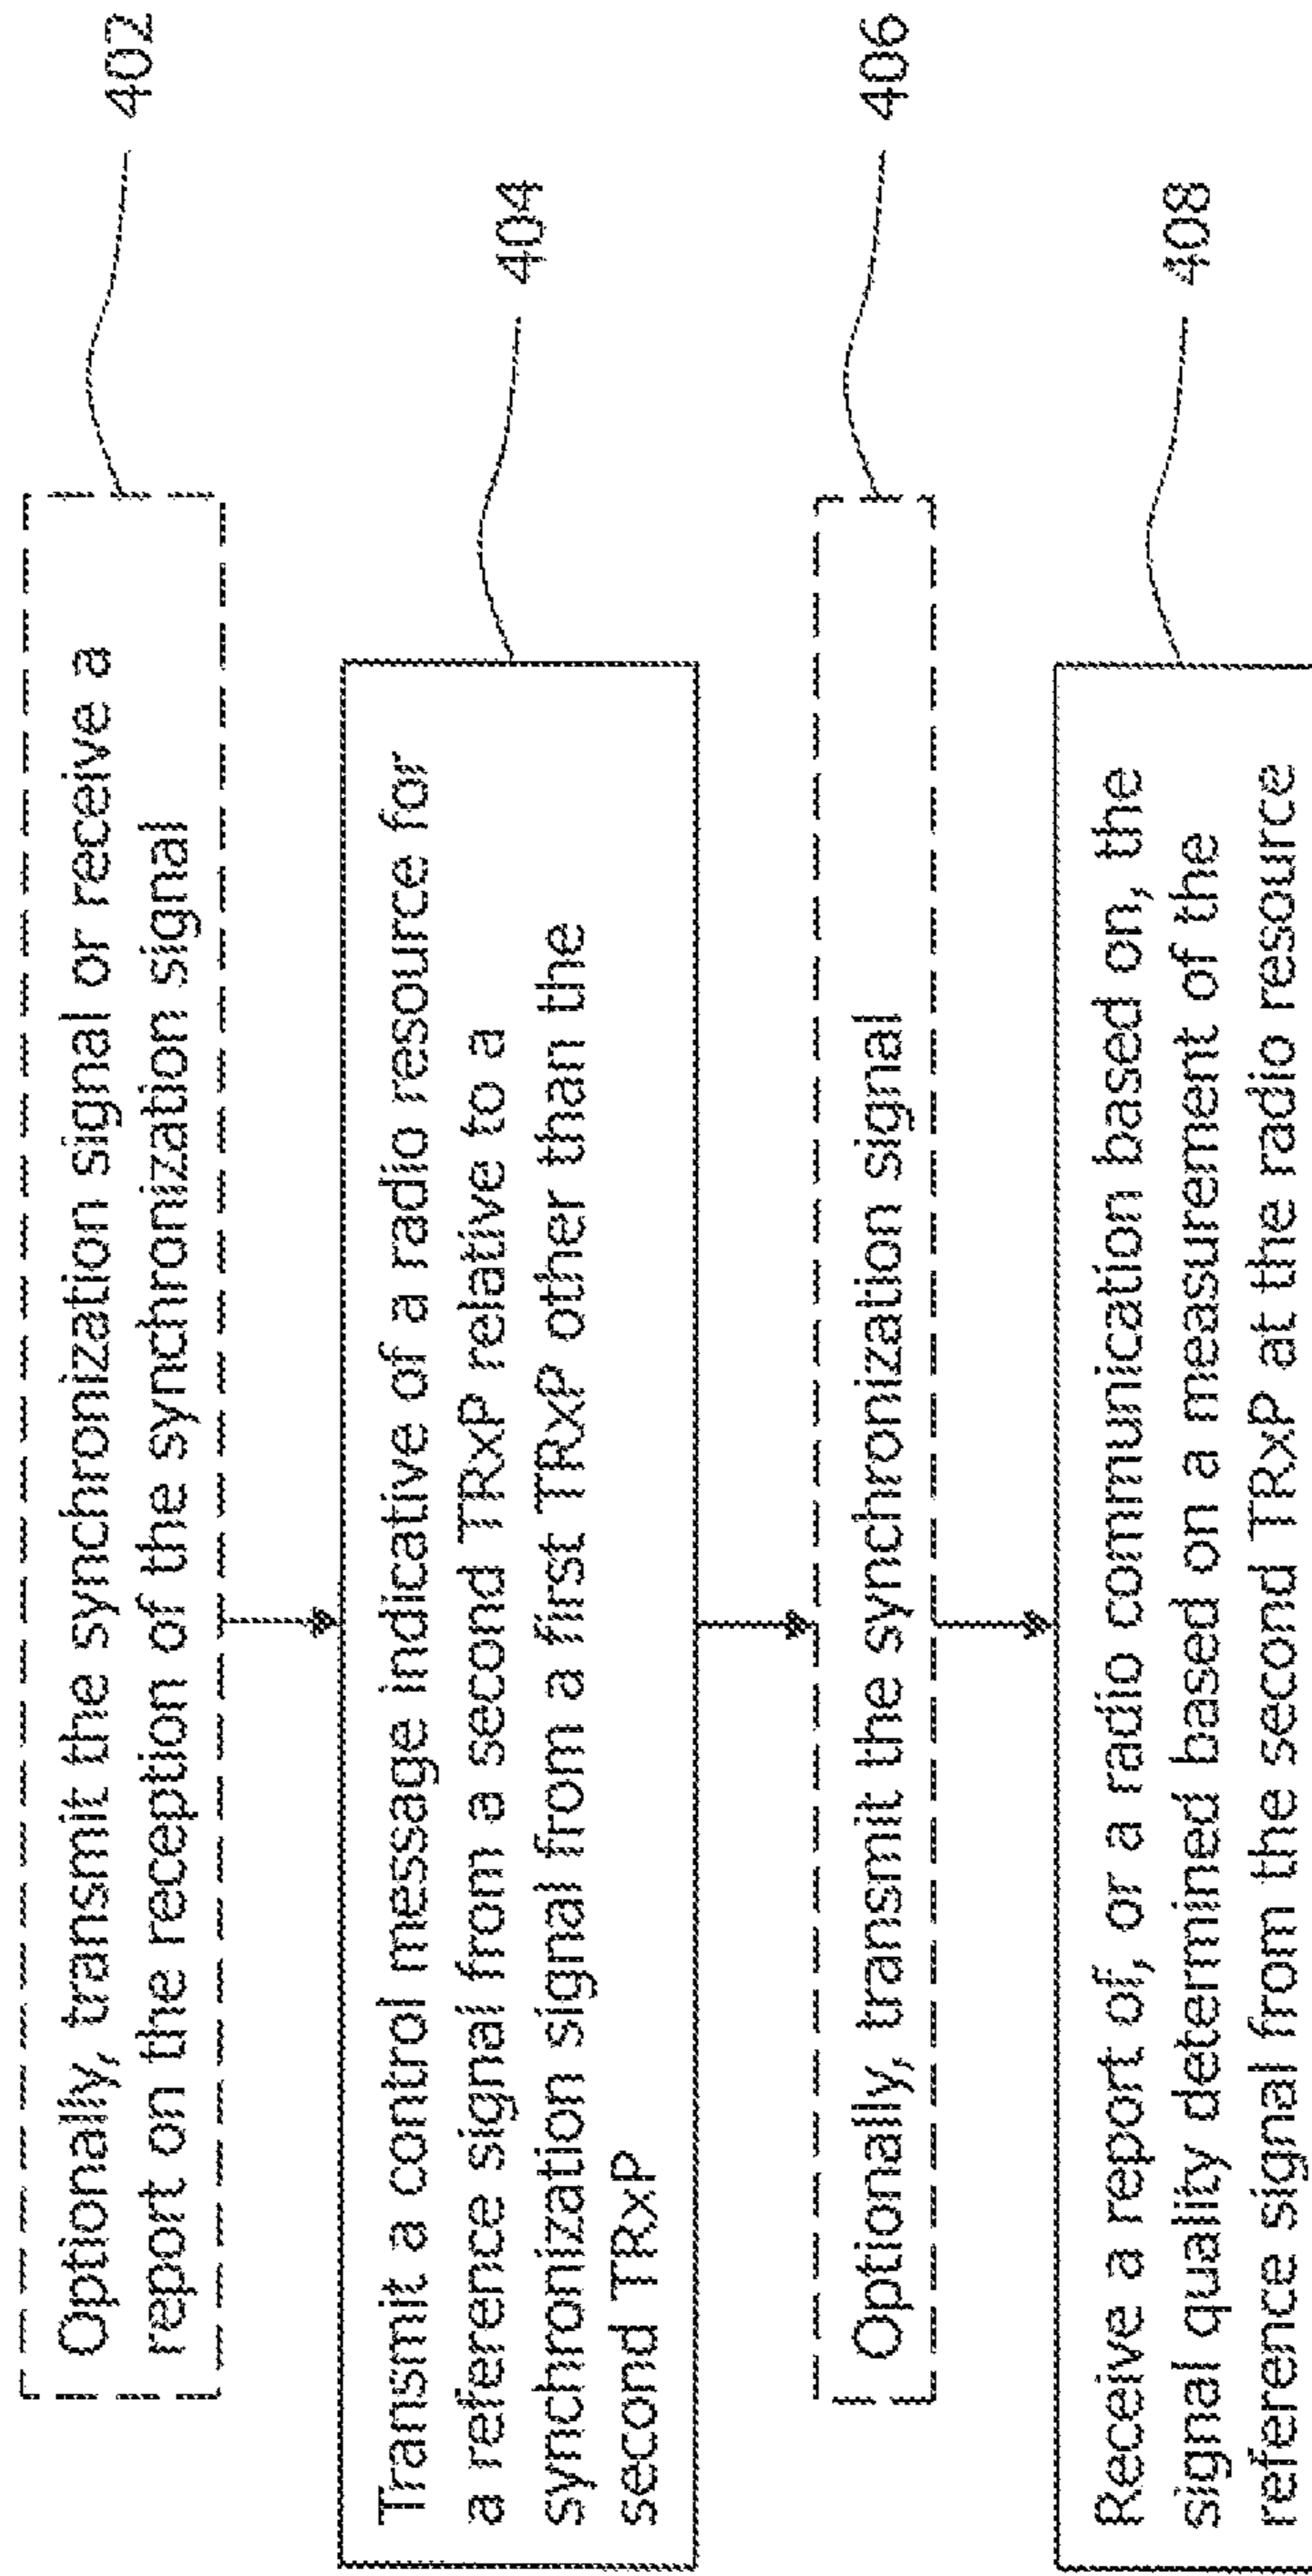 Optionally, transmit the synchronization signal or receive a
report on the reception of the synchronization signal
402
Transmit a control message indicative of a radio resource for
a reference signal from a second TRxP relative to a
synchronization signal from a first TRxP other than the
second TRxP
404
Optionally, transmit the synchronization signal
406
Receive a report of, or a radio communication based on, the
signal quality determined based on a measurement of the
reference signal from the second TRxP at the radio resource
408